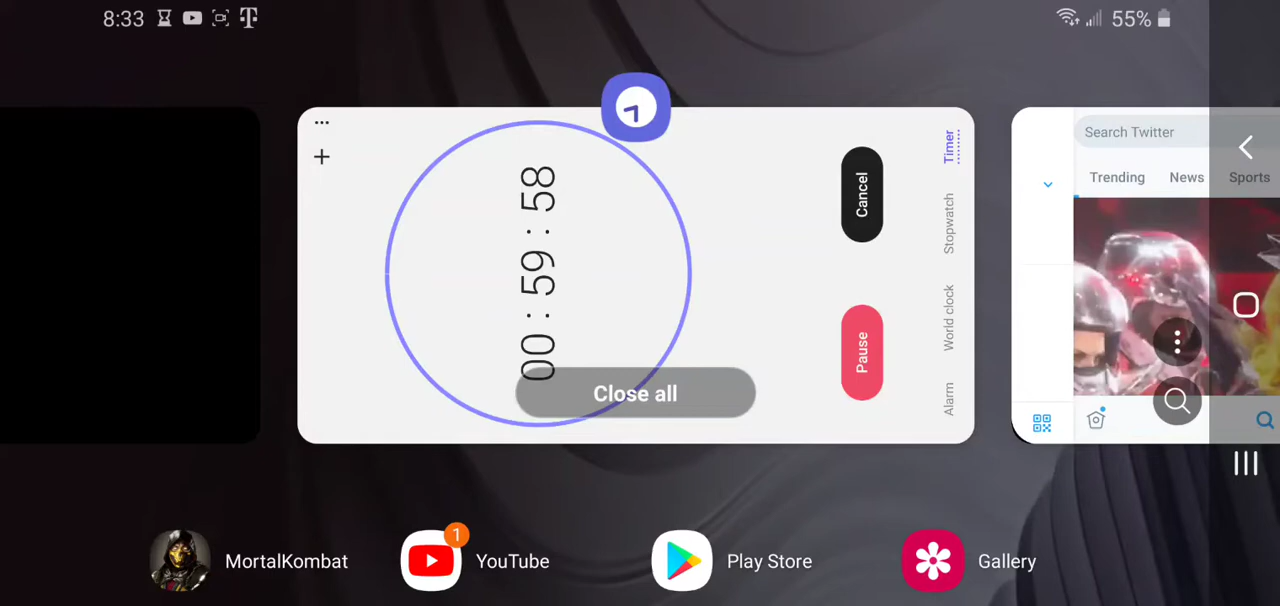 8:33
55%
Search Twitter
Trending News Sports
00 : 59 : 58
Cancel
Pause
Timer
Stopwatch
World clock
Alarm
Close all
MortalKombat
1
YouTube
Play Store
Gallery